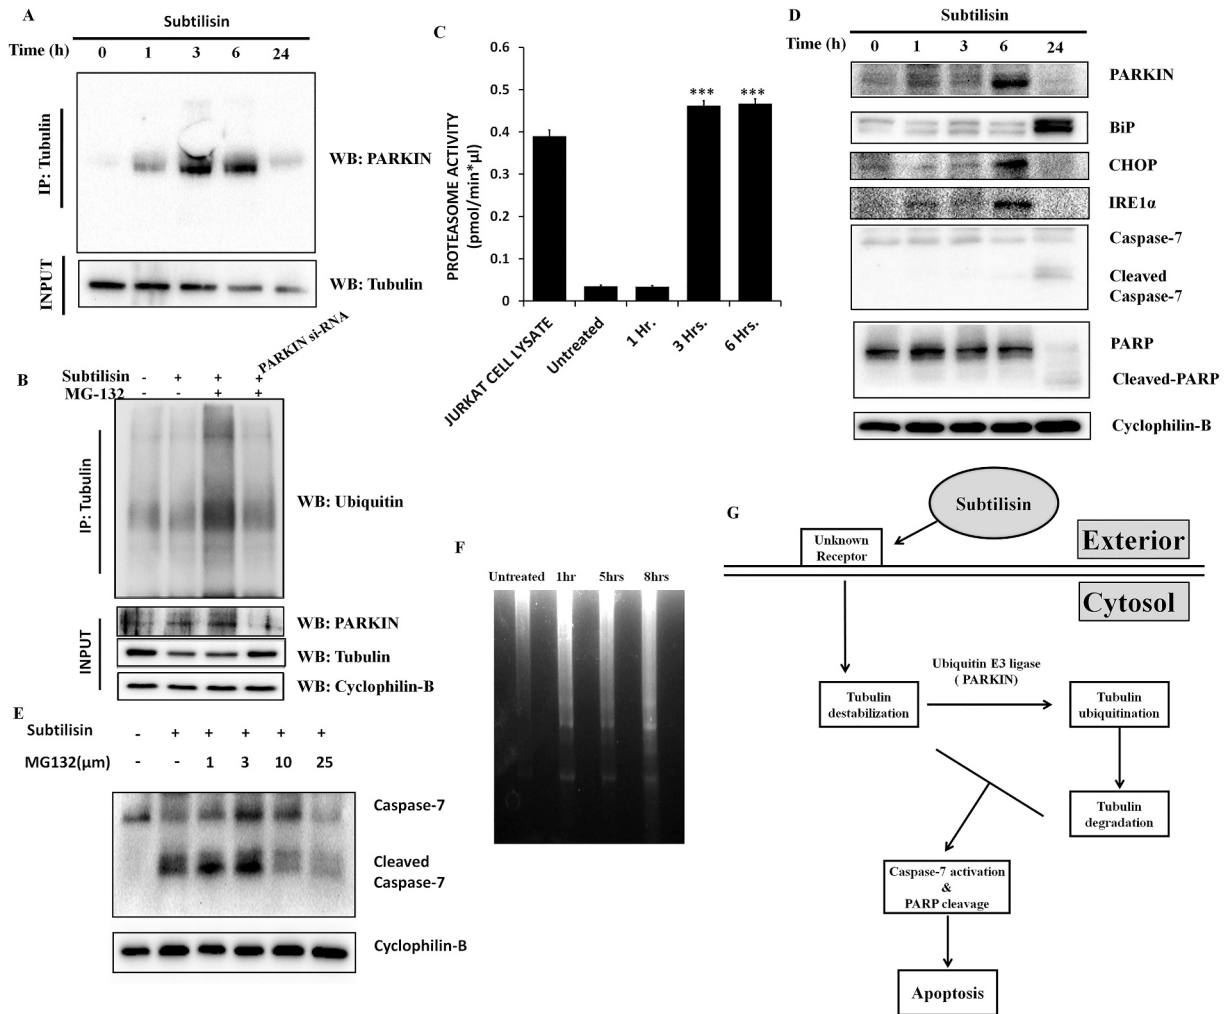 A
Subtilisin
Time (h) 0 1 3 6 24
IP: Tubulin
WB: PARKIN
INPUT
WB: Tubulin
B
PARKIN si-RNA
Subtilisin - + + +
MG-132 - - + +
IP: Tubulin
WB: Ubiquitin
INPUT
WB: PARKIN
WB: Tubulin
WB: Cyclophilin-B
C
PROTEASOME ACTIVITY
(pmol/min*µl)
0.6
0.5
0.4
0.3
0.2
0.1
0
*** ***
JURKAT CELL LYSATE
Untreated
1 Hr.
3 Hrs.
6 Hrs.
D
Subtilisin
Time (h) 0 1 3 6 24
PARKIN
BiP
CHOP
IRE1α
Caspase-7
Cleaved
Caspase-7
PARP
Cleaved-PARP
Cyclophilin-B
E
Subtilisin - + + + + +
MG132(µm) - - 1 3 10 25
Caspase-7
Cleaved
Caspase-7
Cyclophilin-B
F
Untreated 1hr 5hrs 8hrs
G
Subtilisin
Unknown
Receptor
Exterior
Cytosol
Ubiquitin E3 ligase
( PARKIN)
Tubulin
destabilization
Tubulin
ubiquitination
Tubulin
degradation
Caspase-7 activation
&
PARP cleavage
Apoptosis